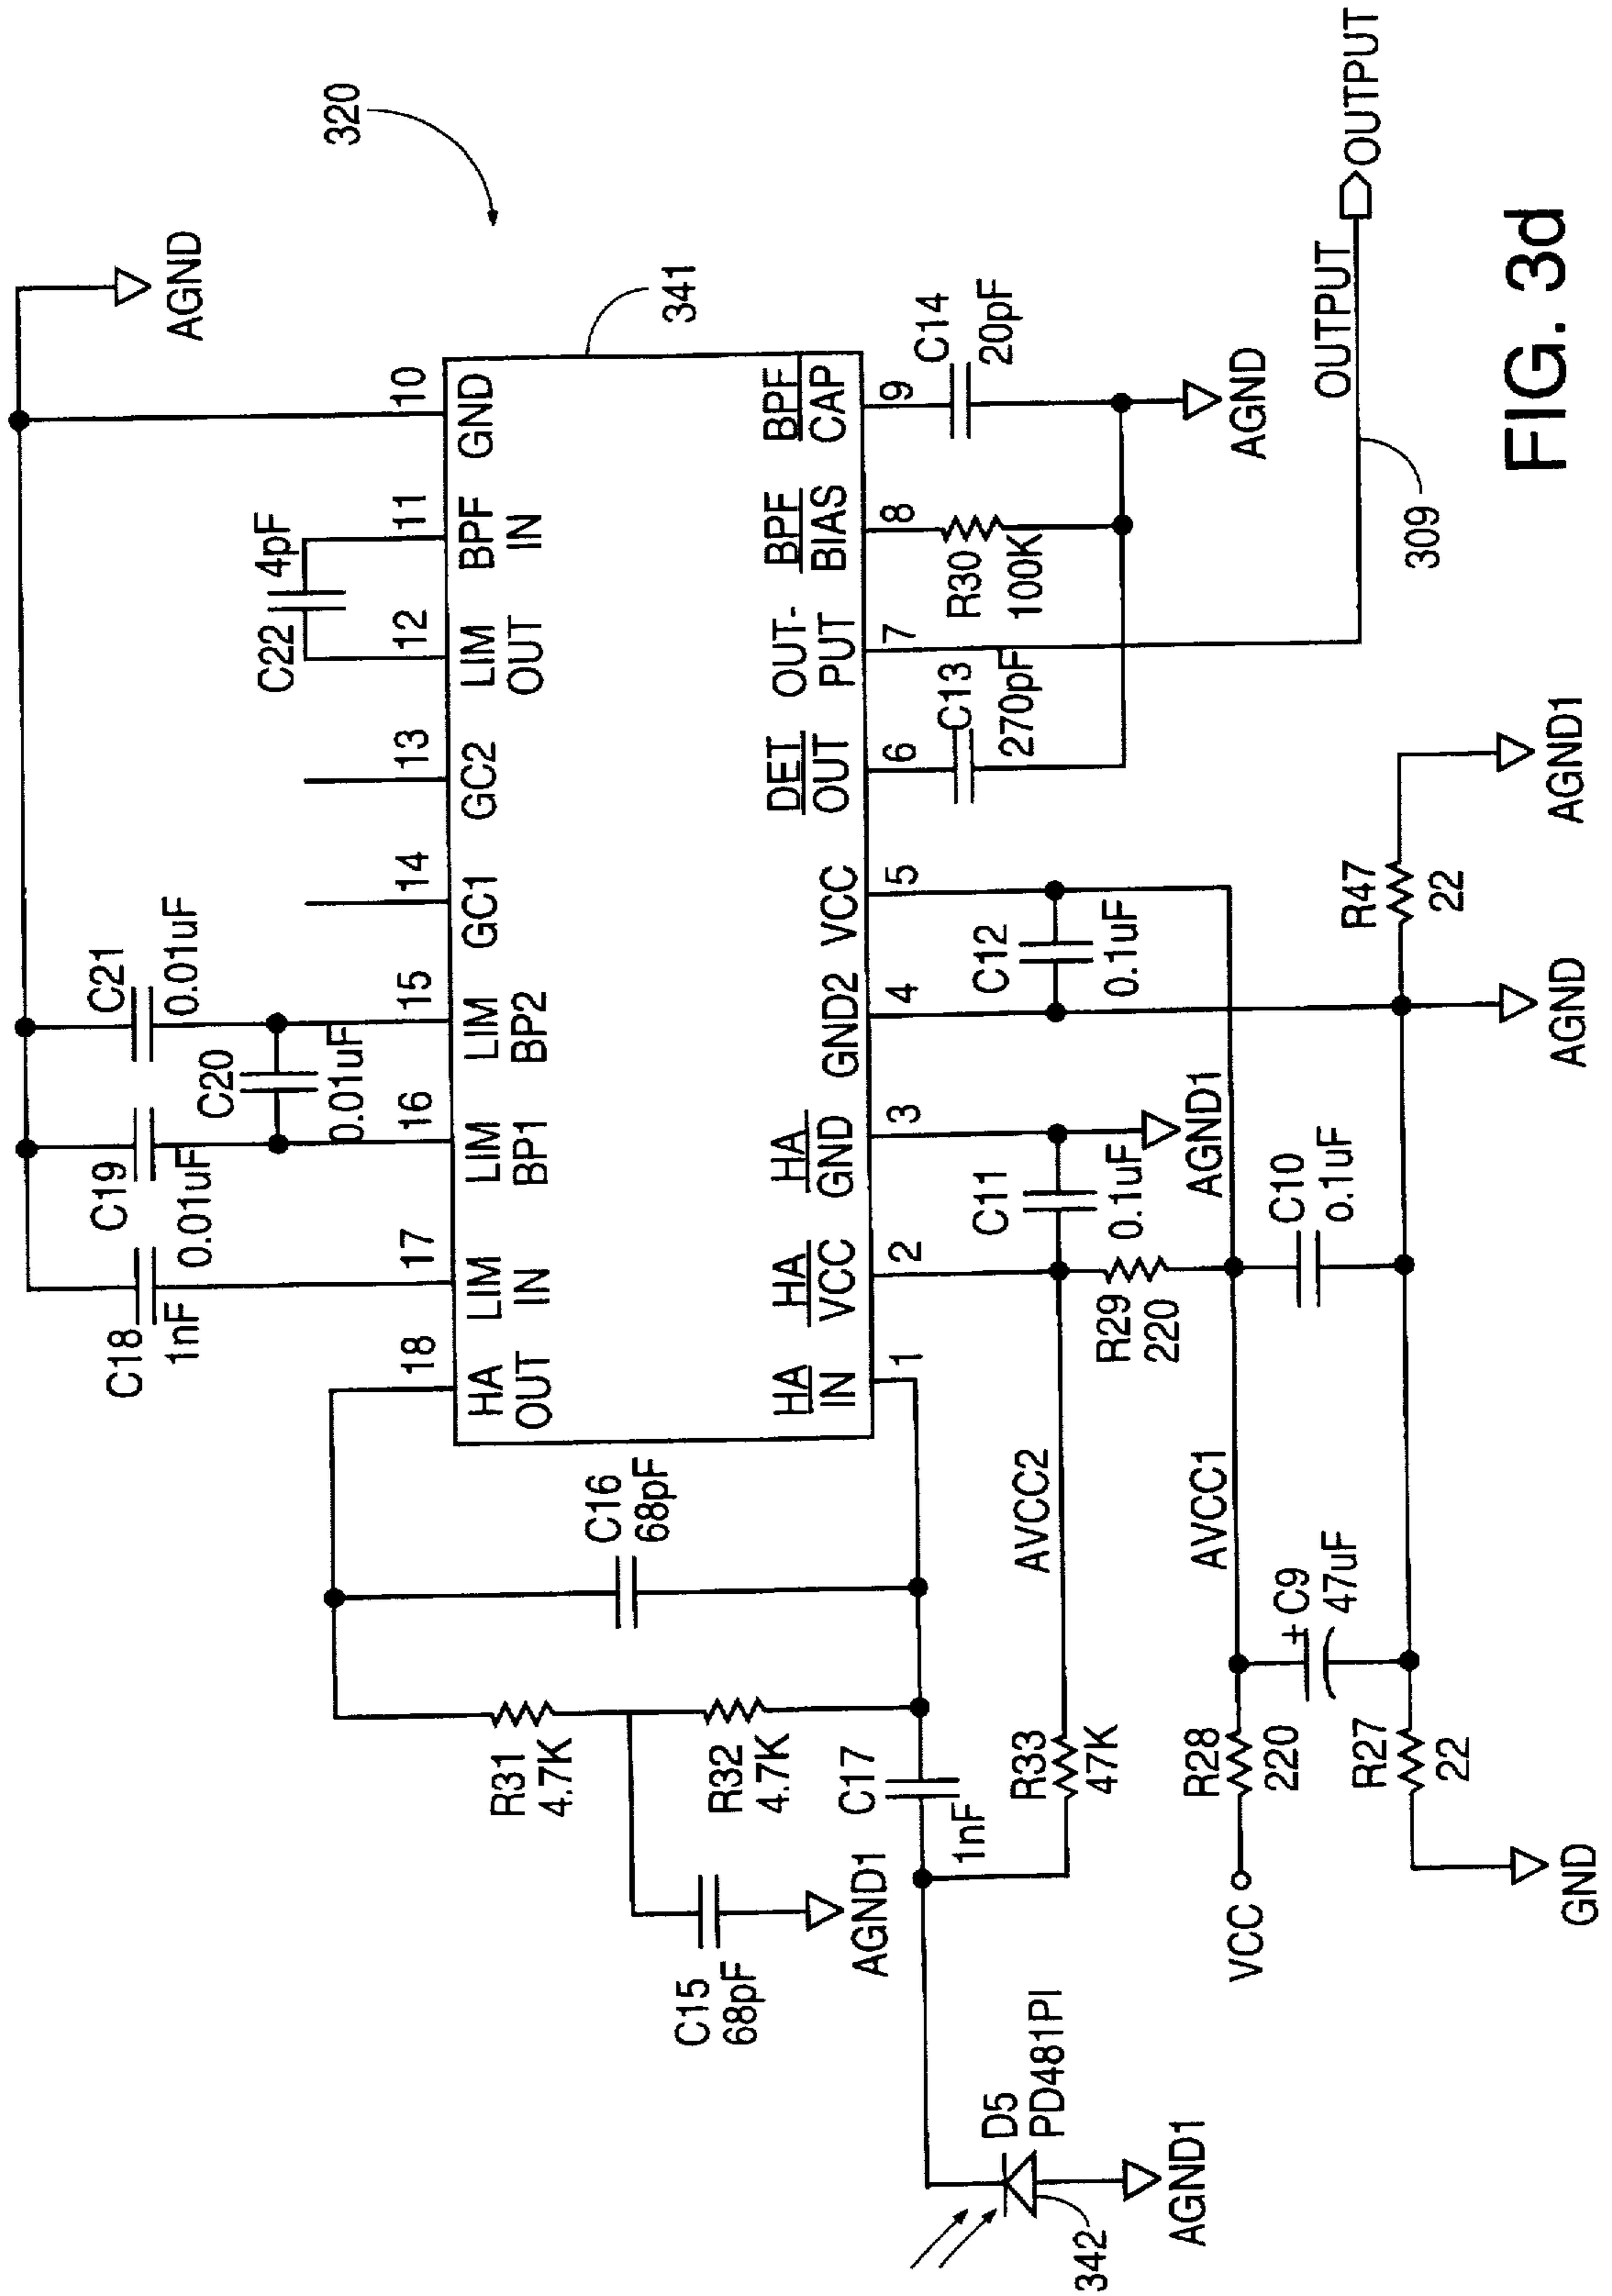 320
AGND
C18
1nF
C19
0.01uF
C21
0.01uF
C20
0.01uF
C22
4pF
18
17
16
15
14
13
12
11
10
HA
OUT
LIM
IN
LIM
BP1
LIM
BP2
GC1
GC2
LIM
OUT
BPF
IN
GND
341
HA
IN
HA
VCC
HA
GND
GND2
VCC
DET
OUT
OUT-
PUT
BPF
BIAS
BPF
CAP
1
2
3
4
5
6
7
8
9
C16
68pF
R31
4.7K
R32
4.7K
C15
68pF
AGND1
C17
1nF
D5
PD481PI
342
AGND1
R33
47K
AVCC2
C11
0.1uF
AGND1
C12
0.1uF
C13
270pF
R30
100K
C14
20pF
AGND
R29
220
VCC
R28
220
AVCC1
± C9
47uF
C10
o.1uF
R27
22
GND
AGND
R47
22
AGND1
309
OUTPUT
OUTPUT
FIG. 3d